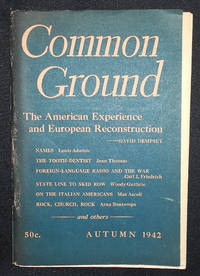 Common
Ground
The American Experience
and European Reconstruction
—DAVID DEMPSEY
NAMES Louis Adamic
THE TOOTH-DENTIST Jean Thomas
FOREIGN-LANGUAGE RADIO AND THE WAR
Carl J. Friedrich
STATE LINE TO SKID ROW Woody Guthrie
ON THE ITALIAN AMERICANS Max Ascoli
ROCK, CHURCH, ROCK Arna Bontemps
—and others—
50c. AUTUMN 1942